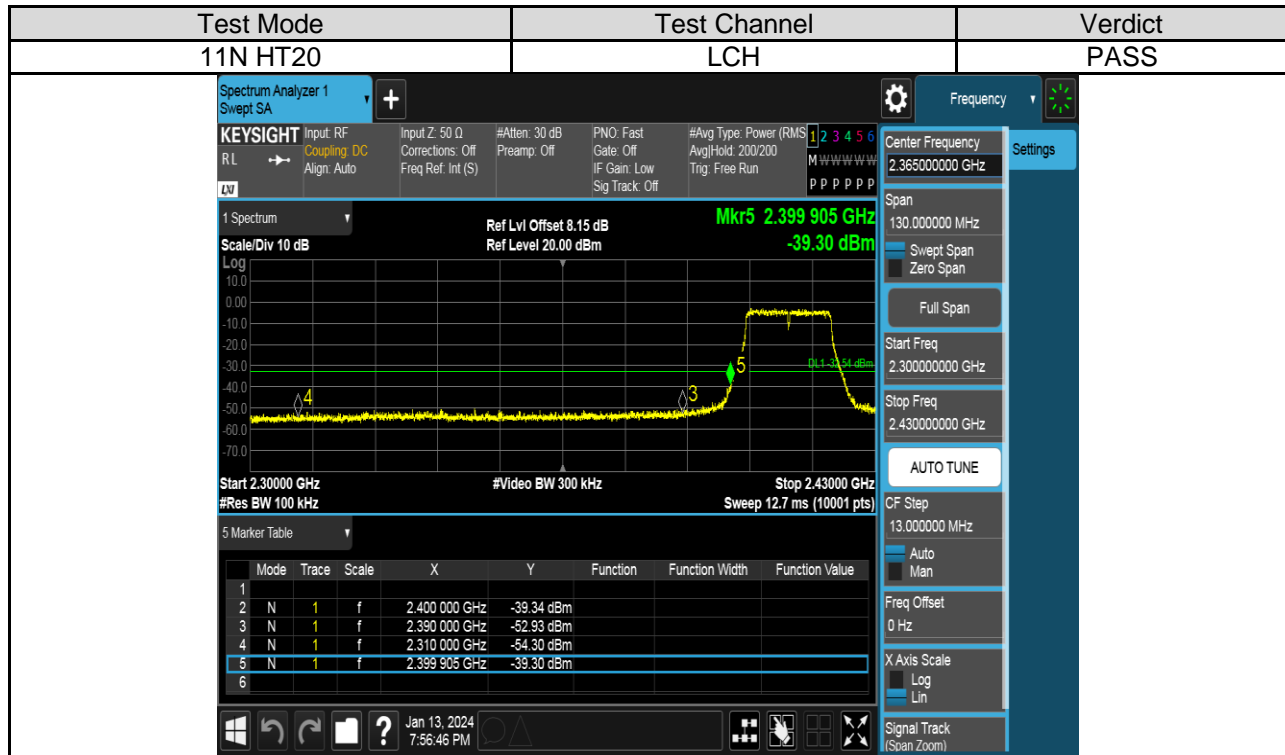 Test Mode Test Channel Verdict
11N HT20 LCH PASS
Spectrum Analyzer 1
Swept SA
+
Frequency
KEYSIGHT Input: RF Input Z: 50 Ω #Atten: 30 dB PNO: Fast #Avg Type: Power (RMS 1 2 3 4 5 6
RL Coupling: DC Corrections: Off Preamp: Off Gate: Off Avg|Hold: 200/200 M W W W W W
Align: Auto Freq Ref: Int (S) IF Gain: Low Trig: Free Run
LXI Sig Track: Off P P P P P P
Center Frequency
2.365000000 GHz
Settings
1 Spectrum
Ref Lvl Offset 8.15 dB Mkr5 2.399 905 GHz
Scale/Div 10 dB Ref Level 20.00 dBm -39.30 dBm
Log
10.0
0.00
-10.0
-20.0
-30.0 DL1 -32.54 dBm
-40.0
-50.0
-60.0
-70.0
4
3
5
Start 2.30000 GHz #Video BW 300 kHz Stop 2.43000 GHz
#Res BW 100 kHz Sweep 12.7 ms (10001 pts)
Span
130.000000 MHz
Swept Span
Zero Span
Full Span
Start Freq
2.300000000 GHz
Stop Freq
2.430000000 GHz
AUTO TUNE
CF Step
13.000000 MHz
Auto
Man
Freq Offset
0 Hz
X Axis Scale
Log
Lin
Signal Track
(Span Zoom)
5 Marker Table
Mode Trace Scale X Y Function Function Width Function Value
1
2 N 1 f 2.400 000 GHz -39.34 dBm
3 N 1 f 2.390 000 GHz -52.93 dBm
4 N 1 f 2.310 000 GHz -54.30 dBm
5 N 1 f 2.399 905 GHz -39.30 dBm
6
? Jan 13, 2024
7:56:46 PM